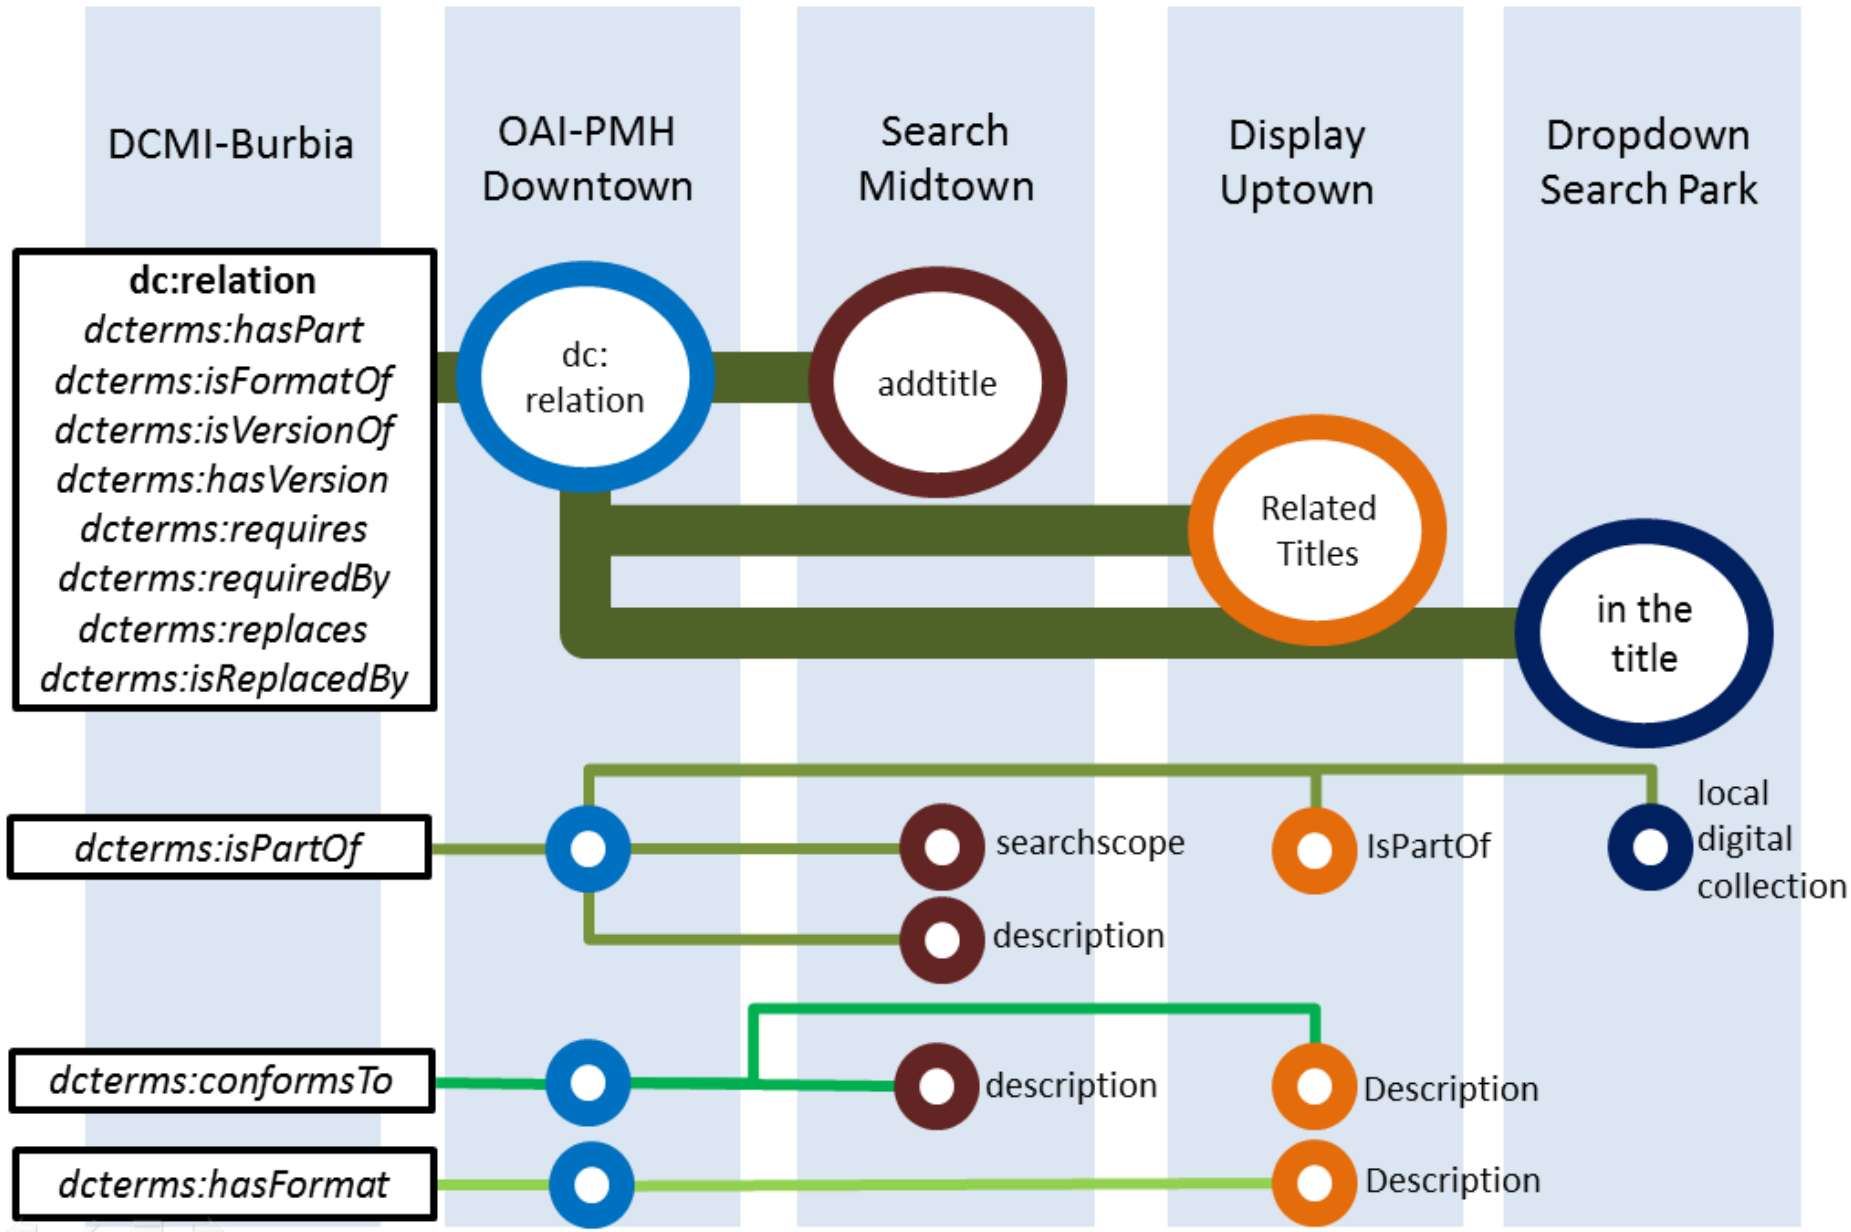 DCMI-Burbia
OAI-PMH
Downtown
Search
Midtown
Display
Uptown
Dropdown
Search Park
dc:relation
dcterms:hasPart
dcterms:isFormatOf
dcterms:isVersionOf
dcterms:hasVersion
dcterms:requires
dcterms:requiredBy
dcterms:replaces
dcterms:isReplacedBy
dc:
relation
addtitle
Related
Titles
in the
title
dcterms:isPartOf
searchscope
description
IsPartOf
local
digital
collection
dcterms:conformsTo
description
Description
dcterms:hasFormat
Description